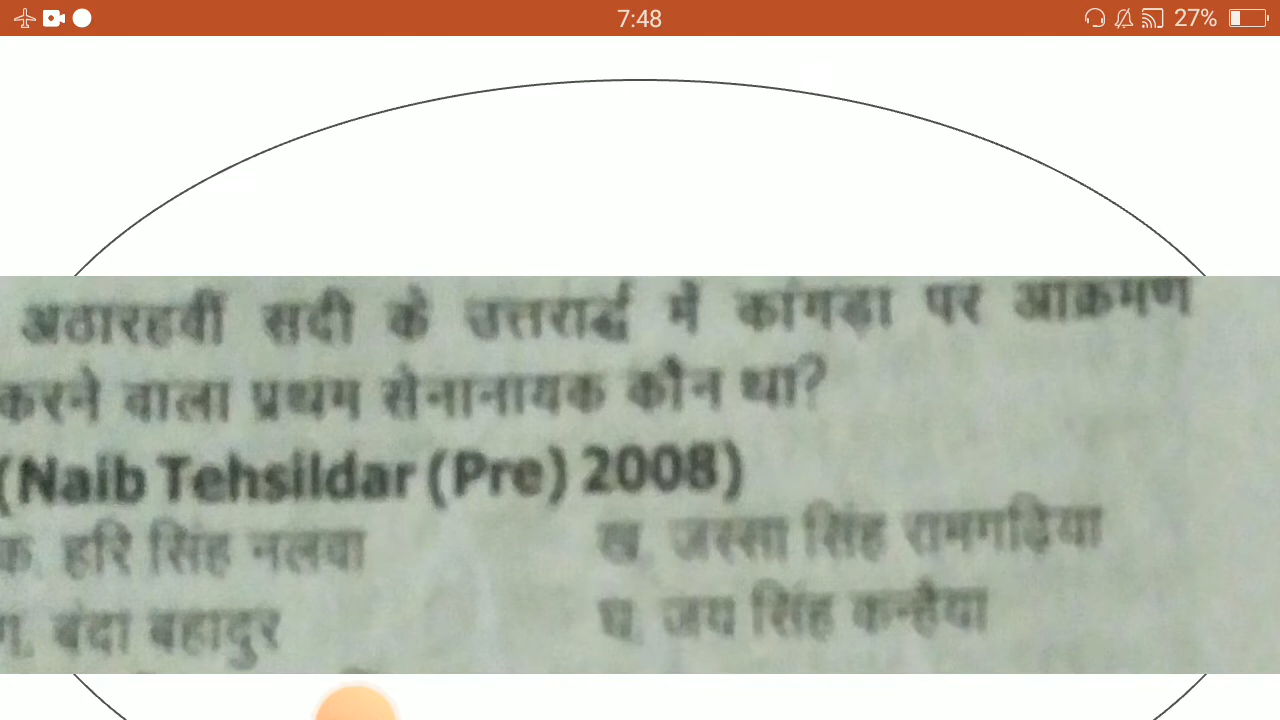 7:48
27%
अठारहवीं सदी के उत्तरार्द्ध में कांगड़ा पर आक्रमण
करने वाला प्रथम सेनानायक कौन था?
(Naib Tehsildar (Pre) 2008)
क. हरि सिंह नलवा ख. जस्सा सिंह रामगढ़िया
ग. बंदा बहादुर घ. जय सिंह कन्हैया